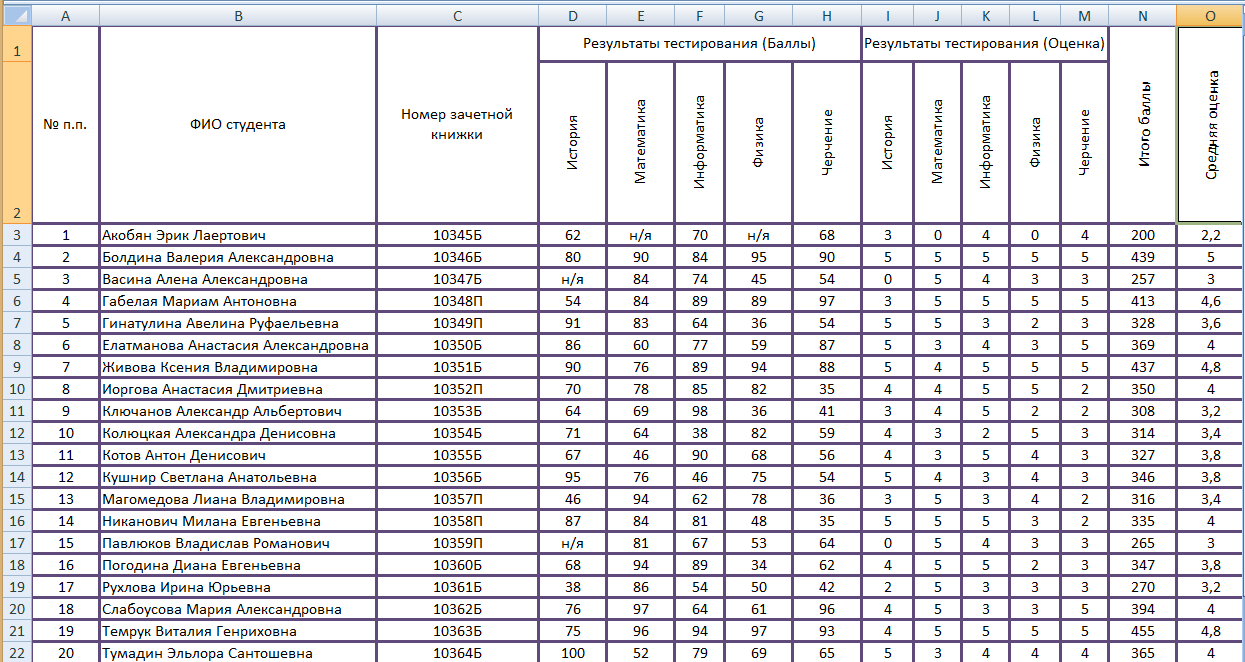 A B C D E F G H I J K L M N O
1 Результаты тестирования (Баллы) Результаты тестирования (Оценка)
2 № п.п. ФИО студента Номер зачетной книжки История Математика Информатика Физика Черчение История Математика Информатика Физика Черчение Итого баллы Средняя оценка
3 1 Акобян Эрик Лаертович 10345Б 62 н/я 70 н/я 68 3 0 4 0 4 200 2,2
4 2 Болдина Валерия Александровна 10346Б 80 90 84 95 90 5 5 5 5 5 439 5
5 3 Васина Алена Александровна 10347Б н/я 84 74 45 54 0 5 4 3 3 257 3
6 4 Габелая Мариам Антоновна 10348П 54 84 89 89 97 3 5 5 5 5 413 4,6
7 5 Гинатулина Авелина Руфаельевна 10349П 91 83 64 36 54 5 5 3 2 3 328 3,6
8 6 Елатманова Анастасия Александровна 10350Б 86 60 77 59 87 5 3 4 3 5 369 4
9 7 Живова Ксения Владимировна 10351Б 90 76 89 94 88 5 4 5 5 5 437 4,8
10 8 Иоргова Анастасия Дмитриевна 10352П 70 78 85 82 35 4 4 5 5 2 350 4
11 9 Ключанов Александр Альбертович 10353Б 64 69 98 36 41 3 4 5 2 2 308 3,2
12 10 Колюцкая Александра Денисовна 10354Б 71 64 38 82 59 4 3 2 5 3 314 3,4
13 11 Котов Антон Денисович 10355Б 67 46 90 68 56 4 3 5 4 3 327 3,8
14 12 Кушнир Светлана Анатольевна 10356Б 95 76 46 75 54 5 4 3 4 3 346 3,8
15 13 Магомедова Лиана Владимировна 10357П 46 94 62 78 36 3 5 3 4 2 316 3,4
16 14 Никанович Милана Евгеньевна 10358П 87 84 81 48 35 5 5 5 3 2 335 4
17 15 Павлюков Владислав Романович 10359П н/я 81 67 53 64 0 5 4 3 3 265 3
18 16 Погодина Диана Евгеньевна 10360Б 68 94 89 34 62 4 5 5 2 3 347 3,8
19 17 Рухлова Ирина Юрьевна 10361Б 38 86 54 50 42 2 5 3 3 3 270 3,2
20 18 Слабоусова Мария Александровна 10362Б 76 97 64 61 96 4 5 3 3 5 394 4
21 19 Темрук Виталия Генриховна 10363Б 75 96 94 97 93 4 5 5 5 5 455 4,8
22 20 Тумадин Эльлора Сантошевна 10364Б 100 52 79 69 65 5 3 4 4 4 365 4